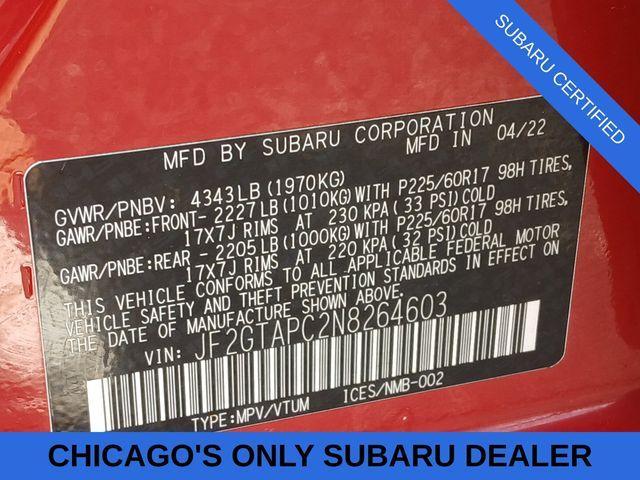 SUBARU CERTIFIED
MFD BY SUBARU CORPORATION
MFD IN 04/22
GVWR/PNBV: 4343LB (1970KG)
GAWR/PNBE:FRONT- 2227LB (1010KG)WITH P225/60R17 98H TIRES,
17X7J RIMS AT 230 KPA (33 PSI)COLD
GAWR/PNBE:REAR - 2205LB (1000KG)WITH P225/60R17 98H TIRES,
17X7J RIMS AT 220 KPA (32 PSI)COLD
THIS VEHICLE CONFORMS TO ALL APPLICABLE FEDERAL MOTOR
VEHICLE SAFETY AND THEFT PREVENTION STANDARDS IN EFFECT ON
THE DATE OF MANUFACTURE SHOWN ABOVE.
VIN: JF2GTAPC2N8264603
TYPE:MPV/VTUM ICES/NMB-002
CHICAGO'S ONLY SUBARU DEALER